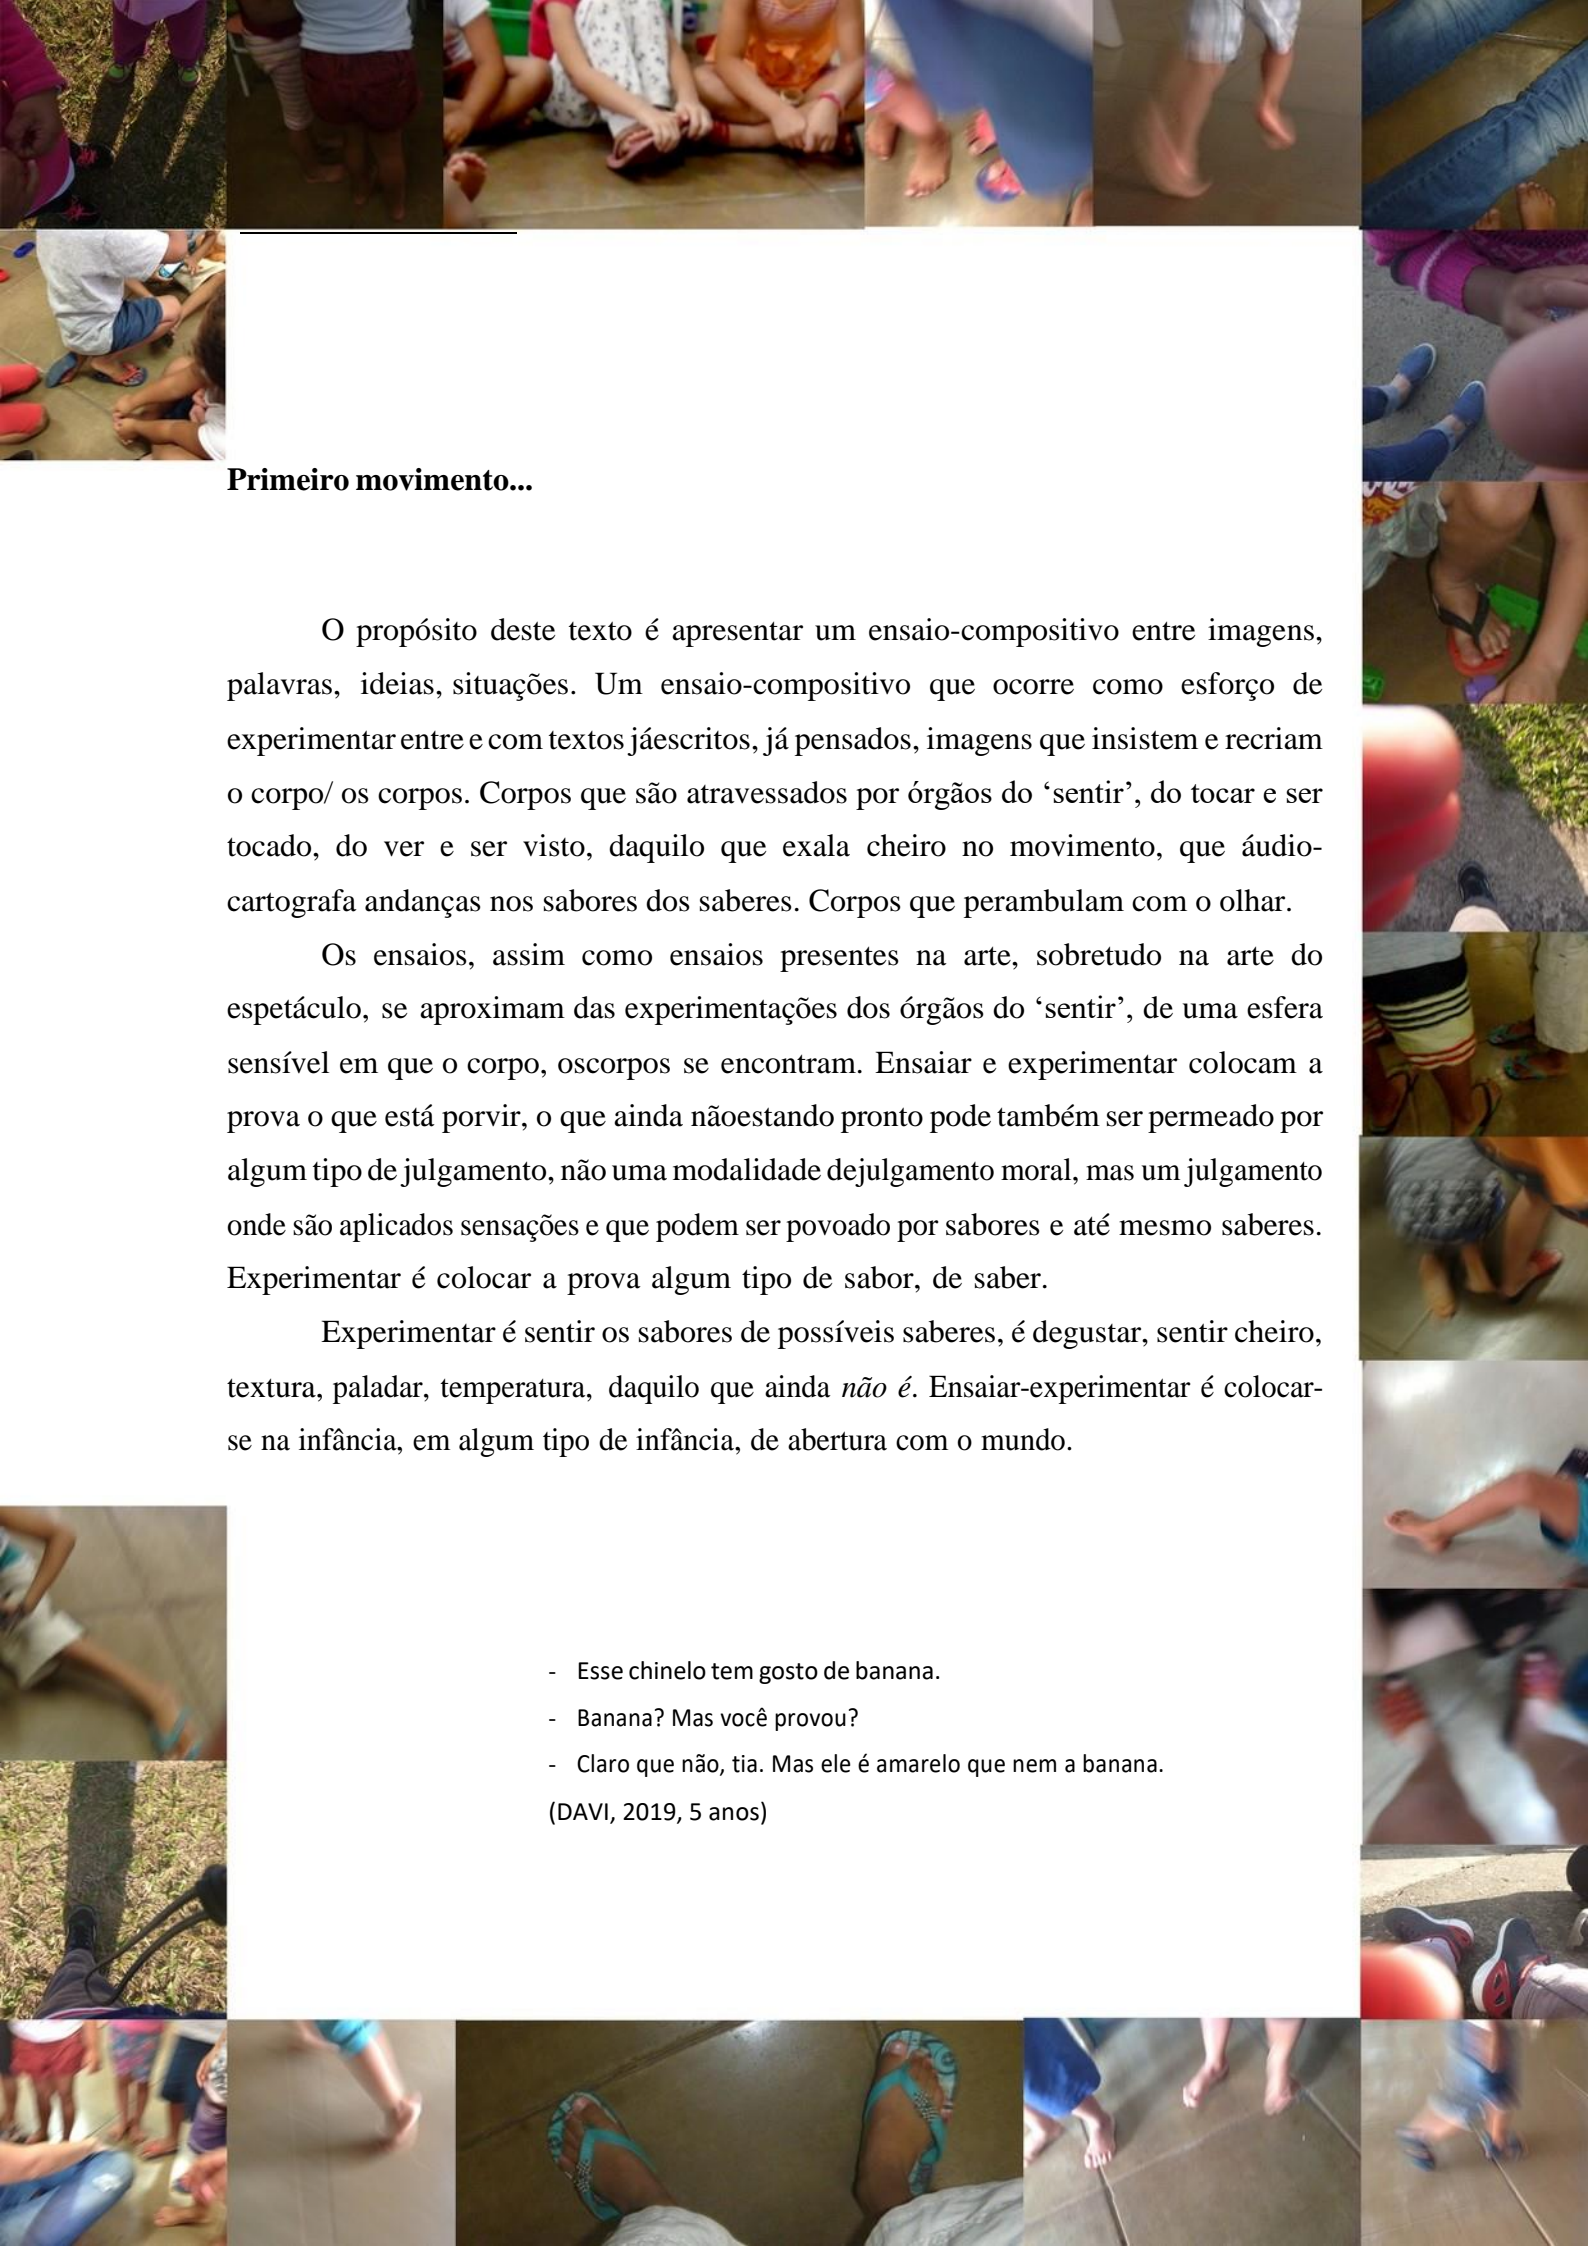 Primeiro movimento...
O propósito deste texto é apresentar um ensaio-compositivo entre imagens,
palavras, ideias, situações. Um ensaio-compositivo que ocorre como esforço de
experimentar entre e com textos jáescritos, já pensados, imagens que insistem e recriam
o corpo/ os corpos. Corpos que são atravessados por órgãos do ‘sentir’, do tocar e ser
tocado, do ver e ser visto, daquilo que exala cheiro no movimento, que áudio-
cartografa andanças nos sabores dos saberes. Corpos que perambulam com o olhar.
Os ensaios, assim como ensaios presentes na arte, sobretudo na arte do
espetáculo, se aproximam das experimentações dos órgãos do ‘sentir’, de uma esfera
sensível em que o corpo, oscorpos se encontram. Ensaiar e experimentar colocam a
prova o que está porvir, o que ainda nãoestando pronto pode também ser permeado por
algum tipo de julgamento, não uma modalidade dejulgamento moral, mas um julgamento
onde são aplicados sensações e que podem ser povoado por sabores e até mesmo saberes.
Experimentar é colocar a prova algum tipo de sabor, de saber.
Experimentar é sentir os sabores de possíveis saberes, é degustar, sentir cheiro,
textura, paladar, temperatura, daquilo que ainda não é. Ensaiar-experimentar é colocar-
se na infância, em algum tipo de infância, de abertura com o mundo.
- Esse chinelo tem gosto de banana.
- Banana? Mas você provou?
- Claro que não, tia. Mas ele é amarelo que nem a banana.
(DAVI, 2019, 5 anos)